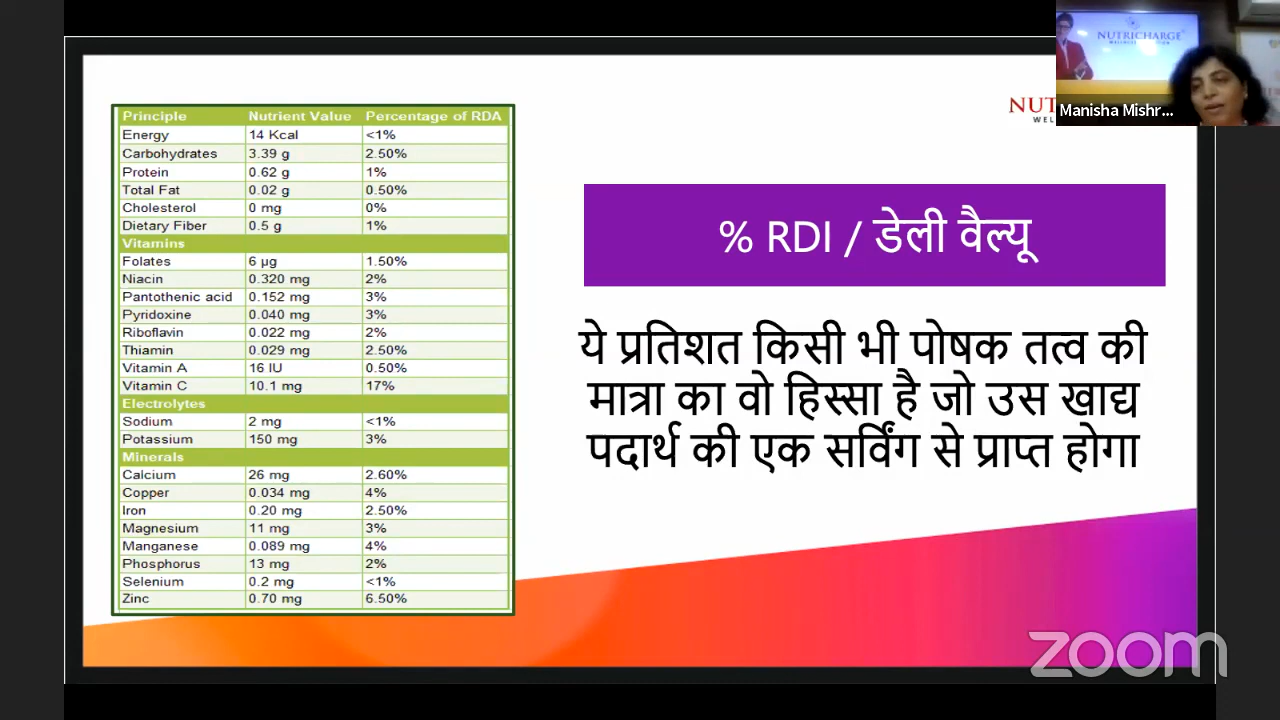 NUTRICHARGE
Manisha Mishr...
Principle Nutrient Value Percentage of RDA
Energy 14 Kcal <1%
Carbohydrates 3.39 g 2.50%
Protein 0.62 g 1%
Total Fat 0.02 g 0.50%
Cholesterol 0 mg 0%
Dietary Fiber 0.5 g 1%
Vitamins
Folates 6 µg 1.50%
Niacin 0.320 mg 2%
Pantothenic acid 0.152 mg 3%
Pyridoxine 0.040 mg 3%
Riboflavin 0.022 mg 2%
Thiamin 0.029 mg 2.50%
Vitamin A 16 IU 0.50%
Vitamin C 10.1 mg 17%
Electrolytes
Sodium 2 mg <1%
Potassium 150 mg 3%
Minerals
Calcium 26 mg 2.60%
Copper 0.034 mg 4%
Iron 0.20 mg 2.50%
Magnesium 11 mg 3%
Manganese 0.089 mg 4%
Phosphorus 13 mg 2%
Selenium 0.2 mg <1%
Zinc 0.70 mg 6.50%
% RDI / डेली वैल्यू
ये प्रतिशत किसी भी पोषक तत्व की
मात्रा का वो हिस्सा है जो उस खाद्य
पदार्थ की एक सर्विंग से प्राप्त होगा
zoom